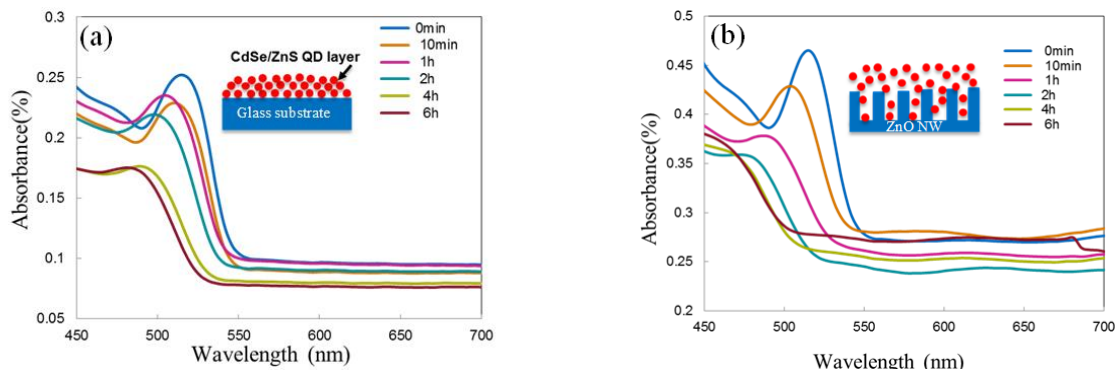 (a)
0.3
0.25
0.2
0.15
0.1
0.05
Absorbance(%)
450 500 550 600 650 700
Wavelength (nm)
CdSe/ZnS QD layer
Glass substrate
0min
10min
1h
2h
4h
6h
(b)
0.5
0.45
0.4
0.35
0.3
0.25
0.2
Absorbance(%)
450 500 550 600 650 700
Wavelength (nm)
ZnO NW
0min
10min
1h
2h
4h
6h